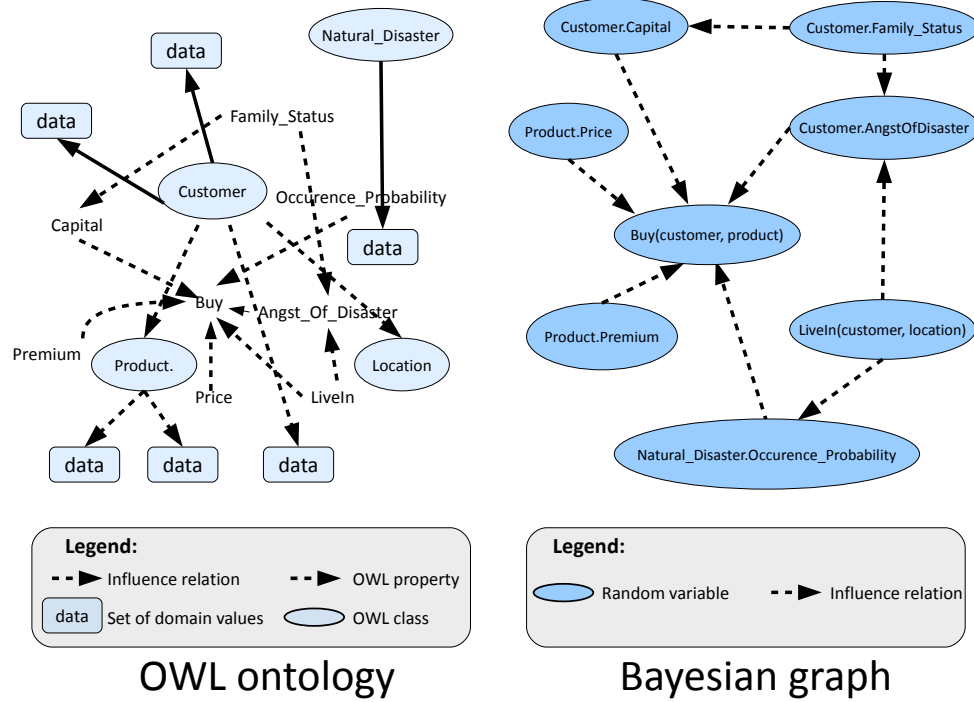 data
Natural_Disaster
data
Family_Status
Customer
Occurence_Probability
Capital
data
Buy
Angst_Of_Disaster
Premium
Product.
Location
Price
LiveIn
data
data
data
Legend:
Influence relation
OWL property
data
Set of domain values
OWL class
OWL ontology
Customer.Capital
Customer.Family_Status
Product.Price
Customer.AngstOfDisaster
Buy(customer, product)
Product.Premium
LiveIn(customer, location)
Natural_Disaster.Occurence_Probability
Legend:
Random variable
Influence relation
Bayesian graph